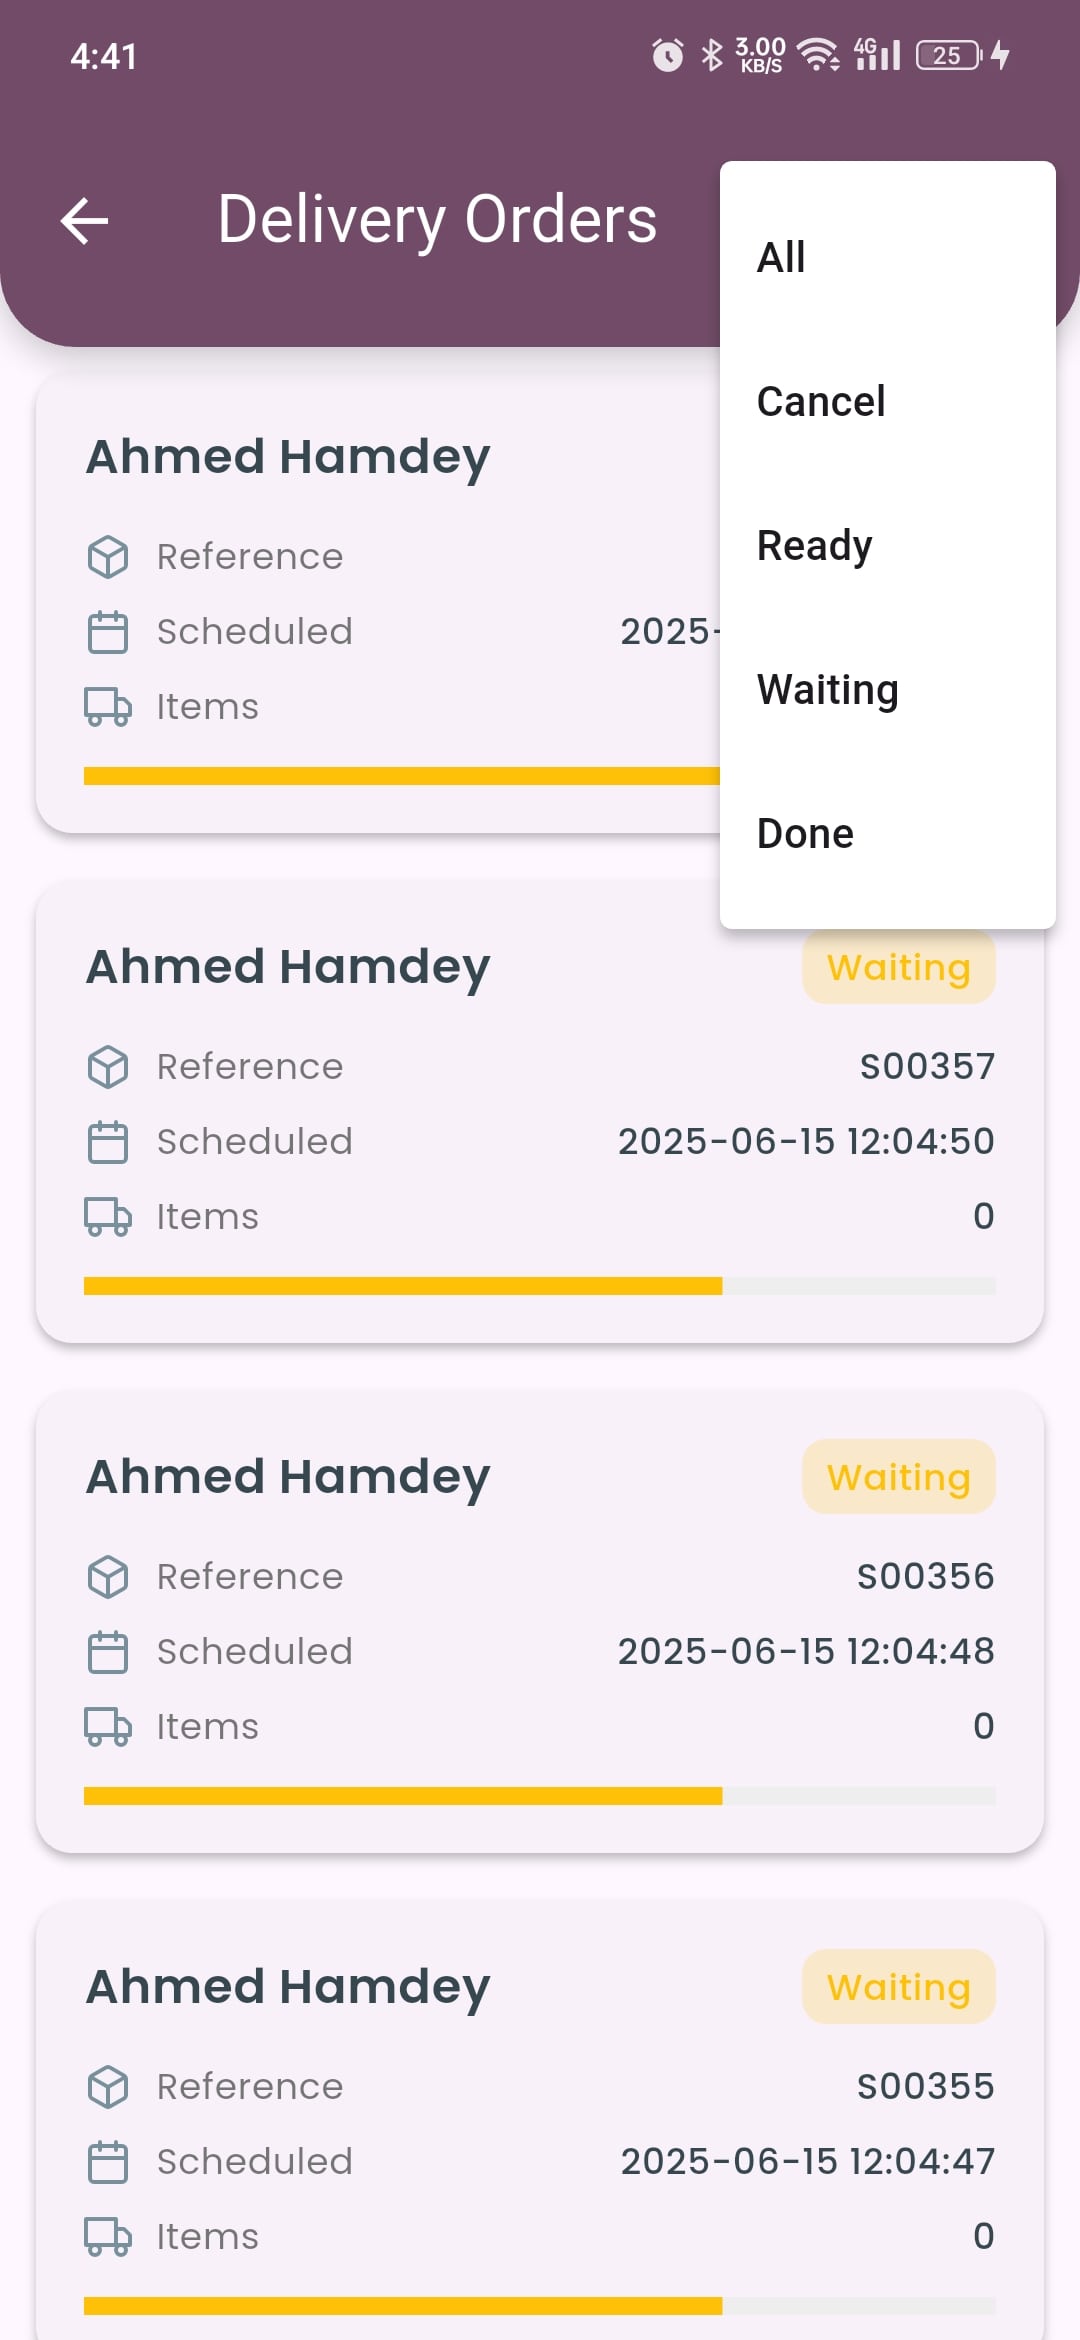 4:41 3.00 KB/S 4G 25
Delivery Orders
All
Cancel
Ready
Waiting
Done
Ahmed Hamdey
Reference
Scheduled 2025-
Items
Ahmed Hamdey Waiting
Reference S00357
Scheduled 2025-06-15 12:04:50
Items 0
Ahmed Hamdey Waiting
Reference S00356
Scheduled 2025-06-15 12:04:48
Items 0
Ahmed Hamdey Waiting
Reference S00355
Scheduled 2025-06-15 12:04:47
Items 0